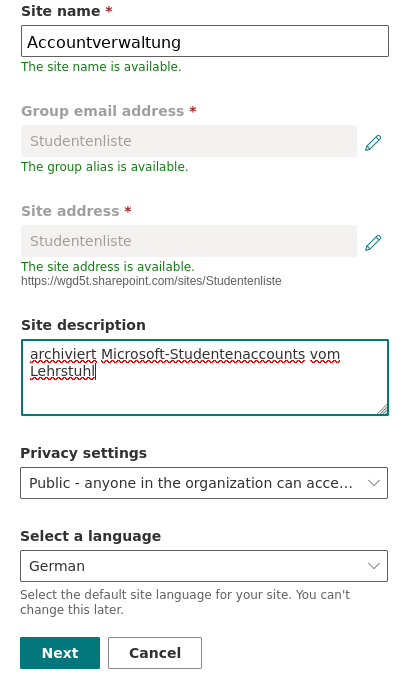 Site name *
Accountverwaltung
The site name is available.
Group email address *
Studentenliste
The group alias is available.
Site address *
Studentenliste
The site address is available.
https://wgd5t.sharepoint.com/sites/Studentenliste
Site description
archiviert Microsoft-Studentenaccounts vom
Lehrstuhl
Privacy settings
Public - anyone in the organization can acce...
Select a language
German
Select the default site language for your site. You can't
change this later.
Next
Cancel